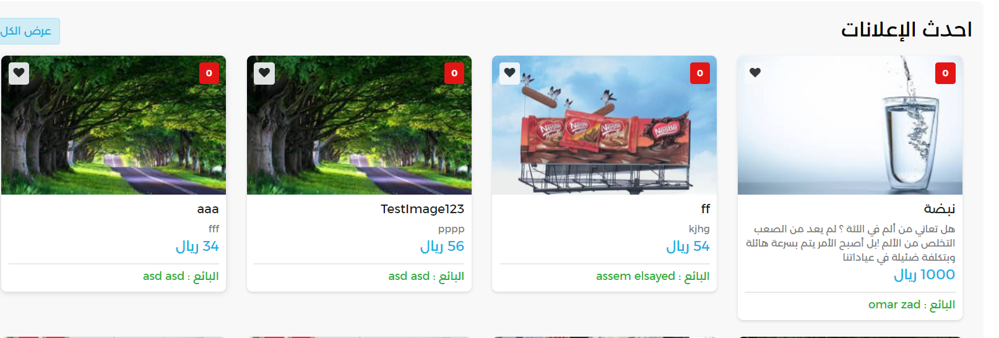 احدث الإعلانات
عرض الكل
0
نبضة
هل تعاني من ألم في اللثة ؟ لم يعد من الصعب
التخلص من الألم !بل أصبح الأمر يتم بسرعة هائلة
وبتكلفة ضئيلة في عياداتنا
1000 ريال
البائع : omar zad
0
Nestle
Nestle
Nestle
Nestle
ff
kjhg
54 ريال
البائع : assem elsayed
0
TestImage123
pppp
56 ريال
البائع : asd asd
0
aaa
fff
34 ريال
البائع : asd asd